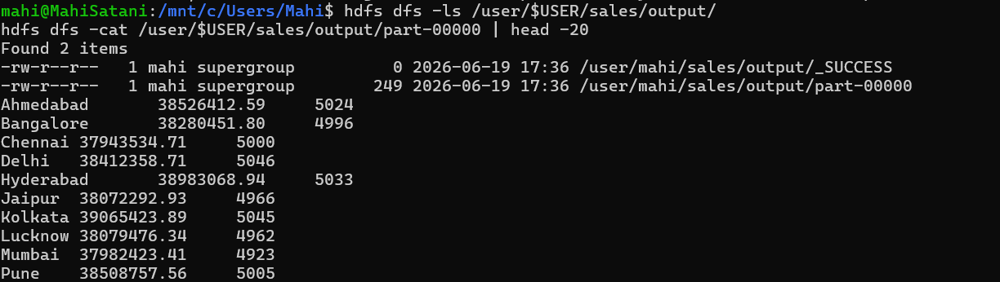 mahi@MahiSatani:/mnt/c/Users/Mahi$ hdfs dfs -ls /user/$USER/sales/output/
hdfs dfs -cat /user/$USER/sales/output/part-00000 | head -20
Found 2 items
-rw-r--r--   1 mahi supergroup          0 2026-06-19 17:36 /user/mahi/sales/output/_SUCCESS
-rw-r--r--   1 mahi supergroup        249 2026-06-19 17:36 /user/mahi/sales/output/part-00000
Ahmedabad       38526412.59     5024
Bangalore       38280451.80     4996
Chennai 37943534.71     5000
Delhi   38412358.71     5046
Hyderabad       38983068.94     5033
Jaipur  38072292.93     4966
Kolkata 39065423.89     5045
Lucknow 38079476.34     4962
Mumbai  37982423.41     4923
Pune    38508757.56     5005